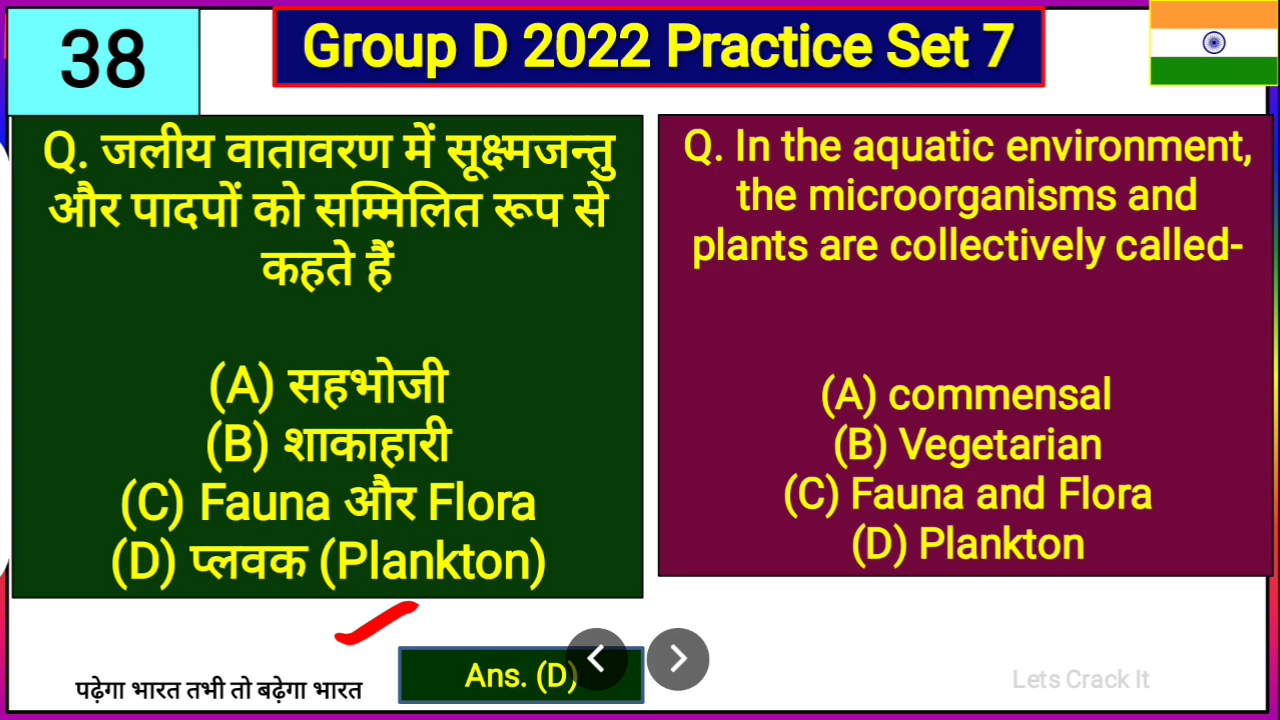 38
Group D 2022 Practice Set 7
Q. जलीय वातावरण में सूक्ष्मजन्तु
और पादपों को सम्मिलित रूप से
कहते हैं
(A) सहभोजी
(B) शाकाहारी
(C) Fauna और Flora
(D) प्लवक (Plankton)
Q. In the aquatic environment,
the microorganisms and
plants are collectively called-
(A) commensal
(B) Vegetarian
(C) Fauna and Flora
(D) Plankton
पढ़ेगा भारत तभी तो बढ़ेगा भारत
Ans. (D)
Lets Crack It